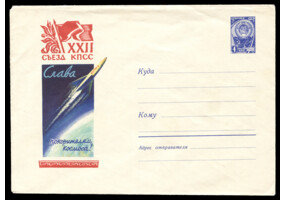 XXII
СЪЕЗД КПСС
Слава
покорителям
космоса!
Куда
Кому
Адрес отправителя